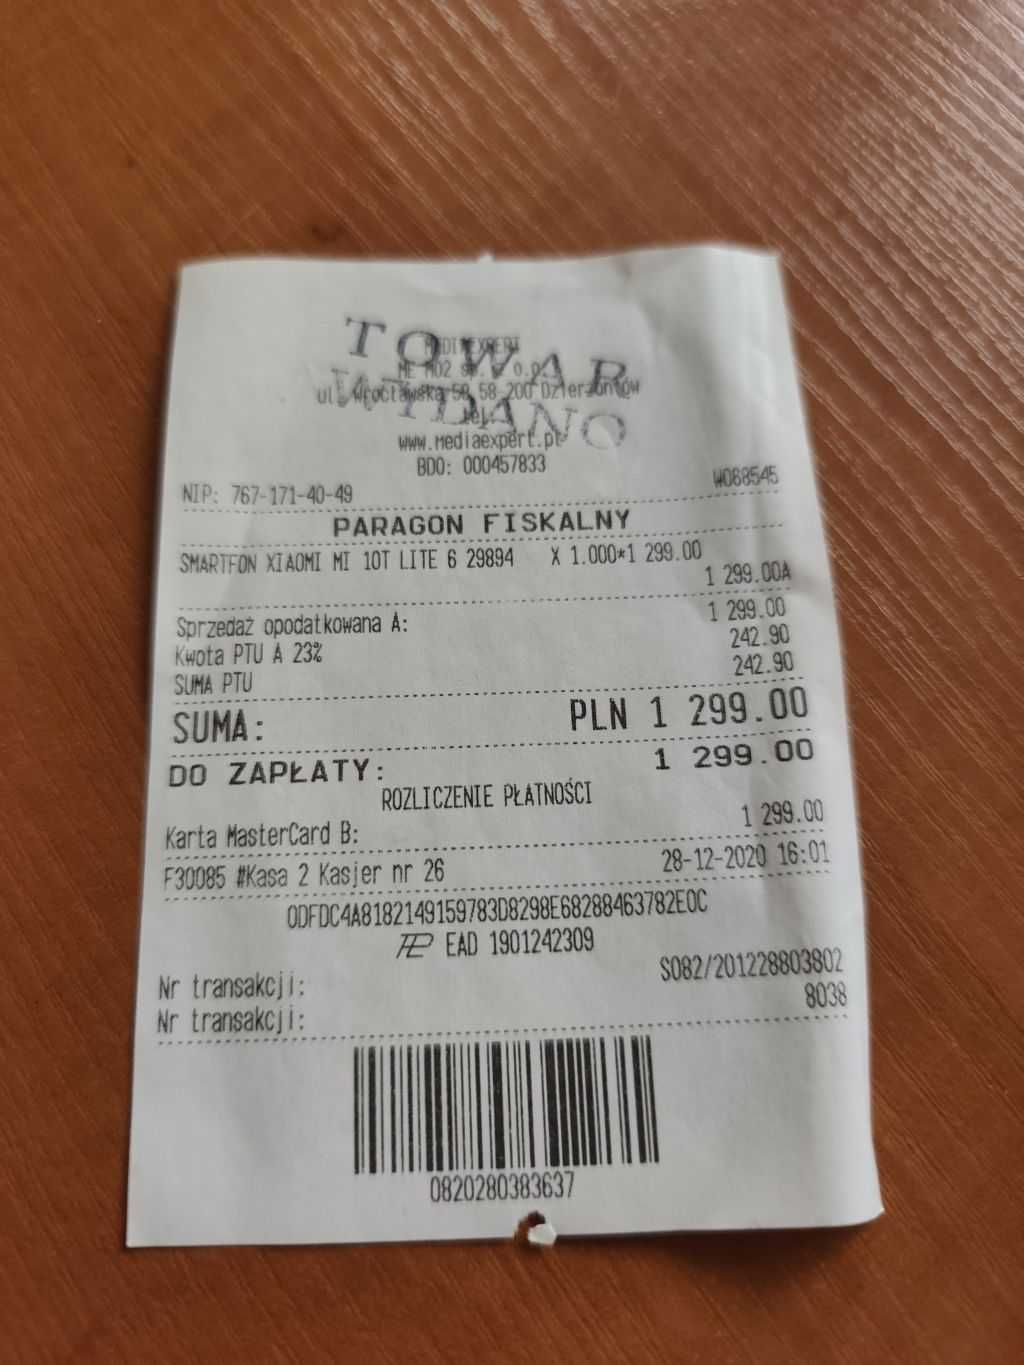 TOWAR
WYDANO
MEDIA EXPERT
ul. Wrocławska 58-200 Dzierżoniów
www.mediaexpert.pl
BDO: 000457833
NIP: 767-171-40-49 W068545
PARAGON FISKALNY
SMARTFON XIAOMI MI 10T LITE 6 29894 X 1.000*1 299.00
1 299.00A
Sprzedaż opodatkowana A: 1 299.00
Kwota PTU A 23% 242.90
SUMA PTU 242.90
SUMA: PLN 1 299.00
DO ZAPŁATY: 1 299.00
ROZLICZENIE PŁATNOŚCI
Karta MasterCard B: 1 299.00
F30085 #Kasa 2 Kasjer nr 26 28-12-2020 16:01
0DFDC4A8182149159783D8298E68288463782E0C
EAD 1901242309
Nr transakcji: S082/201228803802
Nr transakcji: 8038
0820280383637